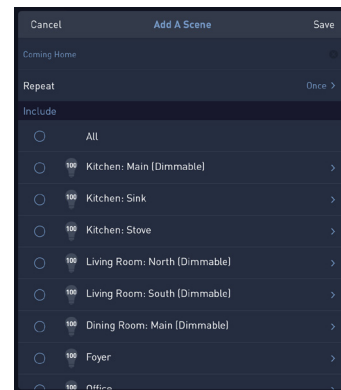 Cancel Add A Scene Save
Coming Home
Repeat Once >
Include
All
100 Kitchen: Main (Dimmable) >
100 Kitchen: Sink >
100 Kitchen: Stove >
100 Living Room: North (Dimmable) >
100 Living Room: South (Dimmable) >
100 Dining Room: Main (Dimmable) >
100 Foyer >
100 Office